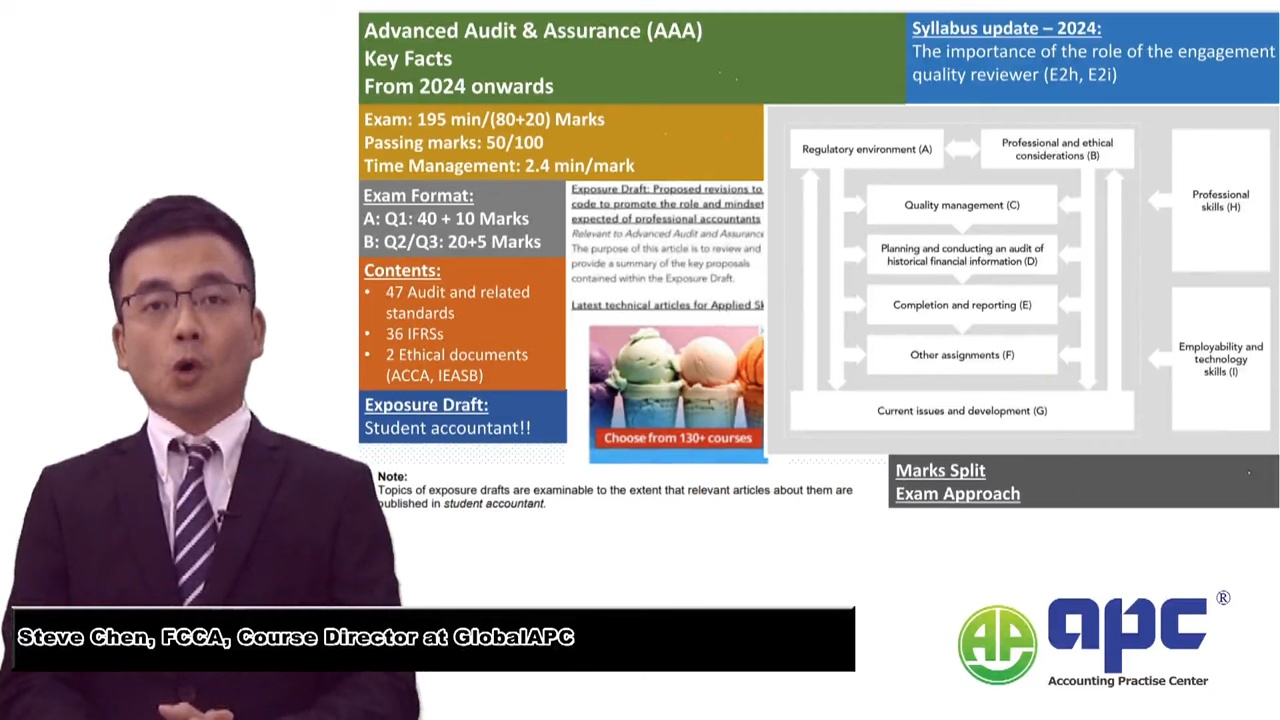 Advanced Audit & Assurance (AAA)
Key Facts
From 2024 onwards
Syllabus update – 2024:
The importance of the role of the engagement
quality reviewer (E2h, E2i)
Exam: 195 min/(80+20) Marks
Passing marks: 50/100
Time Management: 2.4 min/mark
Exam Format:
A: Q1: 40 + 10 Marks
B: Q2/Q3: 20+5 Marks
Contents:
• 47 Audit and related
standards
• 36 IFRSs
• 2 Ethical documents
(ACCA, IEASB)
Exposure Draft:
Student accountant!!
Exposure Draft: Proposed revisions to
code to promote the role and mindset
expected of professional accountants
Relevant to Advanced Audit and Assurance
The purpose of this article is to review and
provide a summary of the key proposals
contained within the Exposure Draft.
Latest technical articles for Applied
Choose from 130+ courses
Regulatory environment (A)
Professional and ethical
considerations (B)
Quality management (C)
Planning and conducting an audit of
historical financial information (D)
Completion and reporting (E)
Other assignments (F)
Current issues and development (G)
Professional
skills (H)
Employability and
technology
skills (I)
Marks Split
Exam Approach
Note:
Topics of exposure drafts are examinable to the extent that relevant articles about them are
published in student accountant.
Steve Chen, FCCA, Course Director at GlobalAPC
AP
apc®
Accounting Practise Center